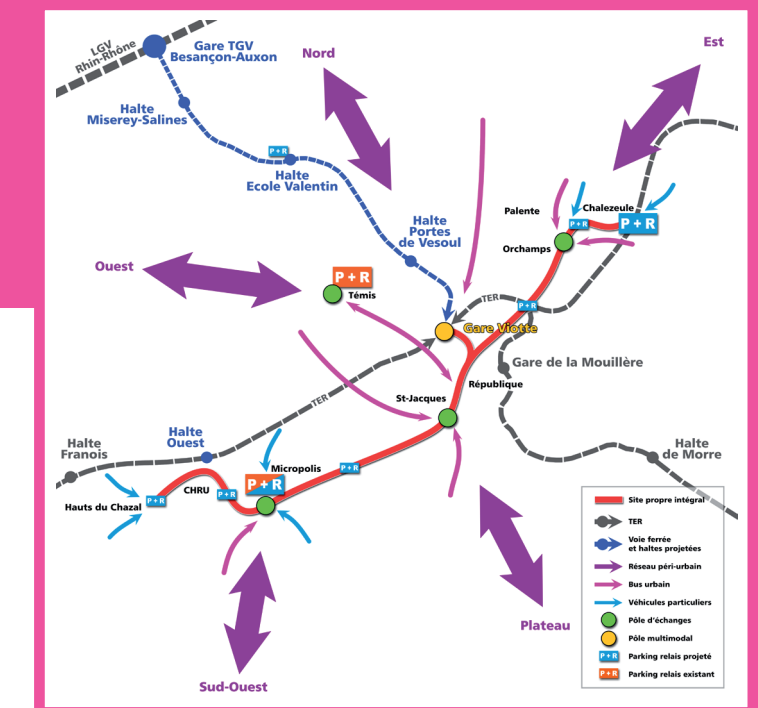 LGV
Rhin-Rhône
Gare TGV
Besançon-Auxon
Nord
Est
Halte
Miserey-Salines
P+R
Halte
Ecole Valentin
Palente
Chalezeule
P+R
P+R
Halte
Portes
de Vesoul
Orchamps
Ouest
P+R
Témis
TER
P+R
Gare Viotte
Gare de la Mouillère
République
St-Jacques
TER
Halte
Ouest
Halte
Franois
Halte
de Morre
Micropolis
P+R
P+R
CHRU
P+R
P+R
Hauts du Chazal
Plateau
Sud-Ouest
Site propre intégral
TER
Voie ferrée
et haltes projetées
Réseau péri-urbain
Bus urbain
Véhicules particuliers
Pôle d'échanges
Pôle multimodal
P+R Parking relais projeté
P+R Parking relais existant